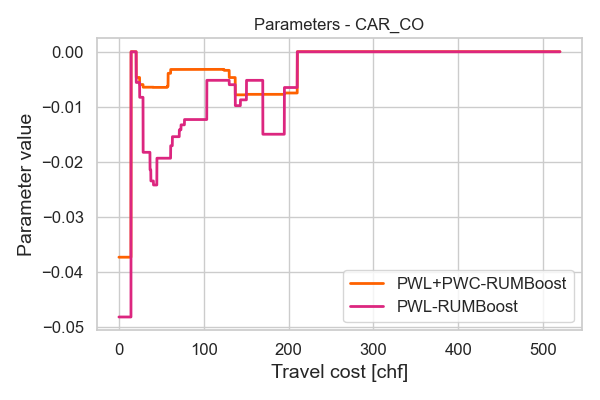 Parameters - CAR_CO
Parameter value
0.00
−0.01
−0.02
−0.03
−0.04
−0.05
PWL+PWC-RUMBoost
PWL-RUMBoost
0 100 200 300 400 500
Travel cost [chf]